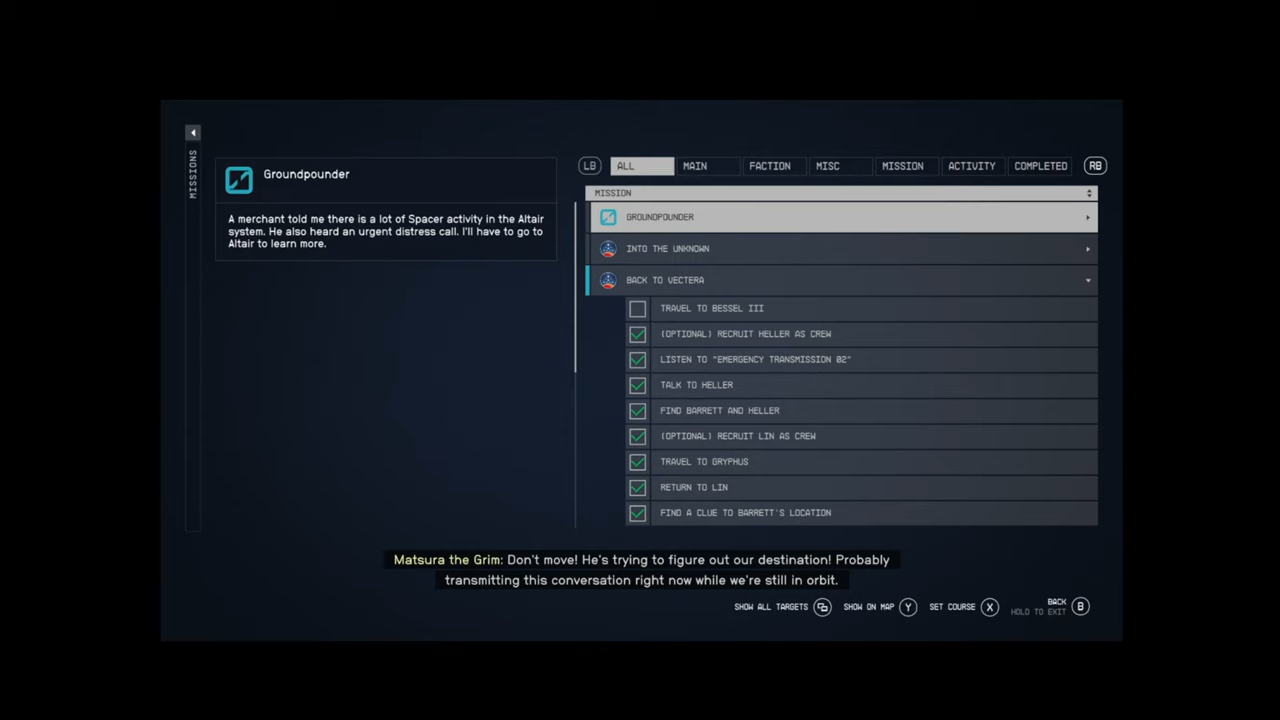 MISSIONS
Groundpounder
A merchant told me there is a lot of Spacer activity in the Altair
system. He also heard an urgent distress call. I'll have to go to
Altair to learn more.
LB ALL MAIN FACTION MISC MISSION ACTIVITY COMPLETED RB
MISSION
GROUNDPOUNDER
INTO THE UNKNOWN
BACK TO VECTERA
TRAVEL TO BESSEL III
(OPTIONAL) RECRUIT HELLER AS CREW
LISTEN TO "EMERGENCY TRANSMISSION 02"
TALK TO HELLER
FIND BARRETT AND HELLER
(OPTIONAL) RECRUIT LIN AS CREW
TRAVEL TO GRYPHUS
RETURN TO LIN
FIND A CLUE TO BARRETT'S LOCATION
Matsura the Grim: Don't move! He's trying to figure out our destination! Probably
transmitting this conversation right now while we're still in orbit.
SHOW ALL TARGETS SHOW ON MAP Y SET COURSE X BACK B
HOLD TO EXIT